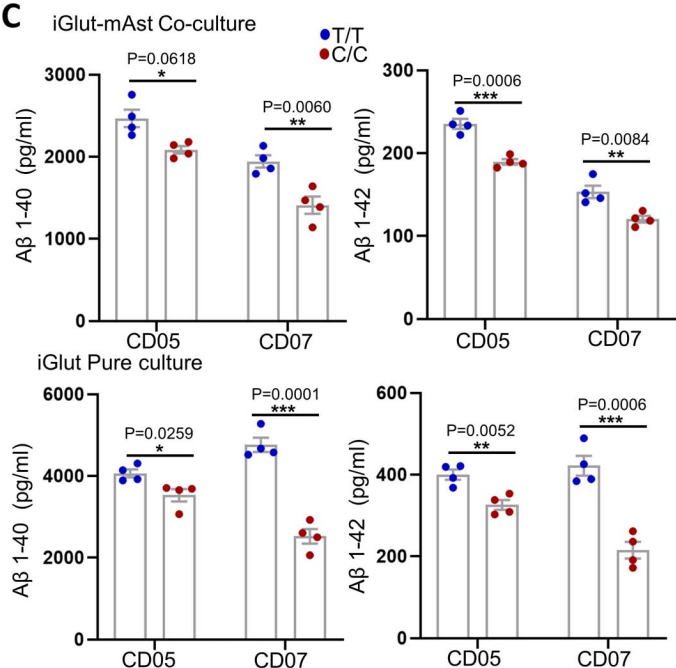 C
iGlut-mAst Co-culture
T/T
C/C
P=0.0618
*
P=0.0060
**
3000
2000
1000
0
Aβ 1-40 (pg/ml)
CD05 CD07
P=0.0006
***
P=0.0084
**
300
200
100
0
Aβ 1-42 (pg/ml)
CD05 CD07
iGlut Pure culture
P=0.0259
*
P=0.0001
***
6000
4000
2000
0
Aβ 1-40 (pg/ml)
CD05 CD07
P=0.0052
**
P=0.0006
***
600
400
200
0
Aβ 1-42 (pg/ml)
CD05 CD07